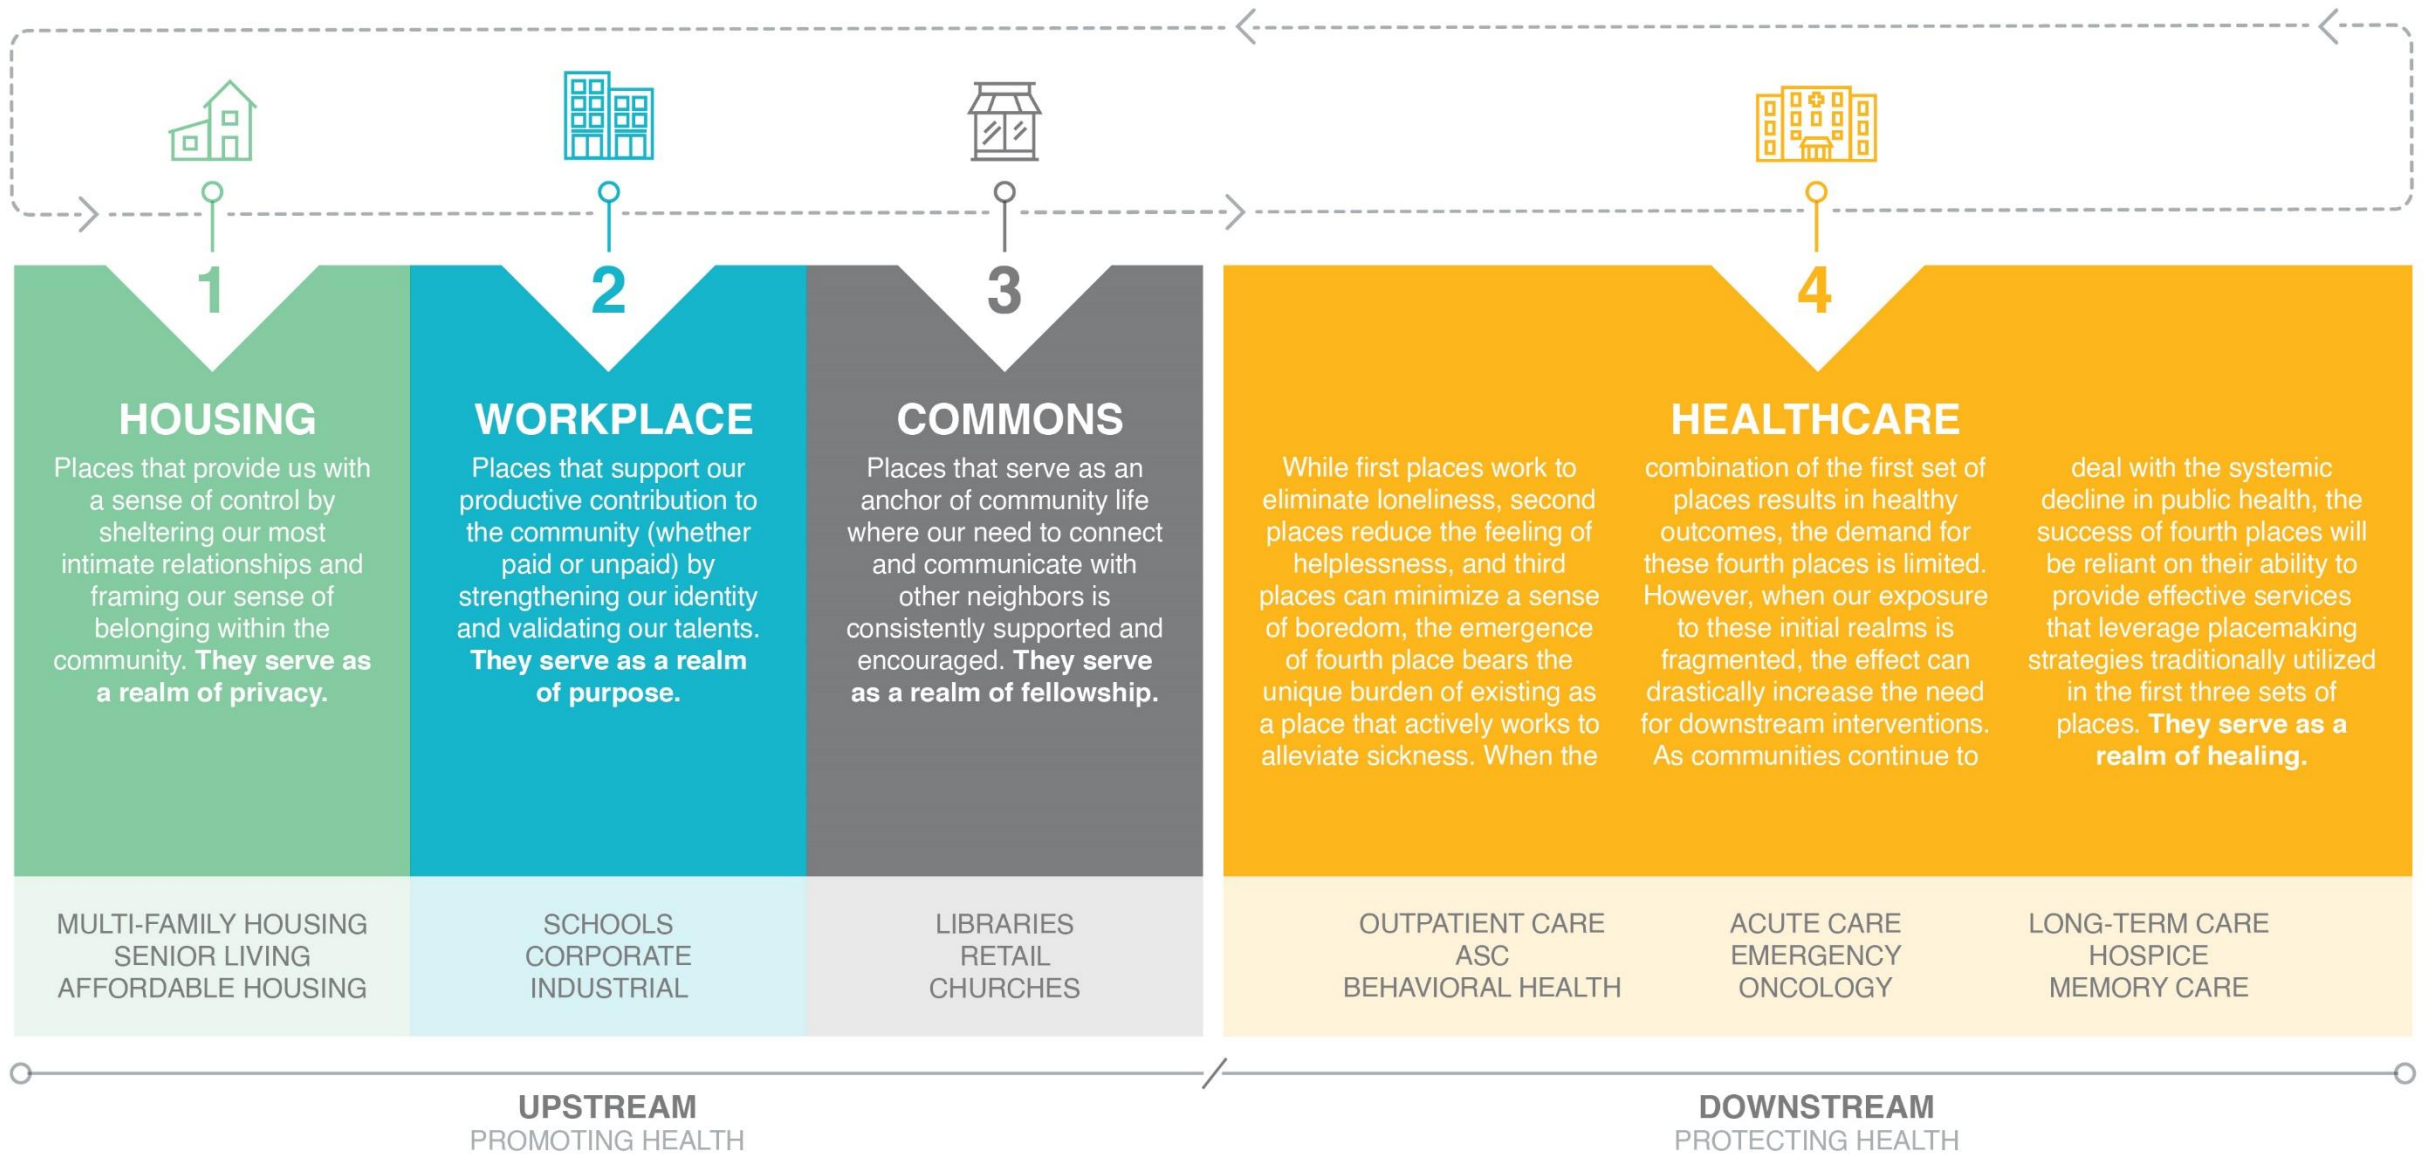 1
HOUSING
Places that provide us with
a sense of control by
sheltering our most
intimate relationships and
framing our sense of
belonging within the
community. They serve as
a realm of privacy.
MULTI-FAMILY HOUSING
SENIOR LIVING
AFFORDABLE HOUSING
2
WORKPLACE
Places that support our
productive contribution to
the community (whether
paid or unpaid) by
strengthening our identity
and validating our talents.
They serve as a realm
of purpose.
SCHOOLS
CORPORATE
INDUSTRIAL
3
COMMONS
Places that serve as an
anchor of community life
where our need to connect
and communicate with
other neighbors is
consistently supported and
encouraged. They serve
as a realm of fellowship.
LIBRARIES
RETAIL
CHURCHES
4
HEALTHCARE
While first places work to
eliminate loneliness, second
places reduce the feeling of
helplessness, and third
places can minimize a sense
of boredom, the emergence
of fourth place bears the
unique burden of existing as
a place that actively works to
alleviate sickness. When the
combination of the first set of
places results in healthy
outcomes, the demand for
these fourth places is limited.
However, when our exposure
to these initial realms is
fragmented, the effect can
drastically increase the need
for downstream interventions.
As communities continue to
deal with the systemic
decline in public health, the
success of fourth places will
be reliant on their ability to
provide effective services
that leverage placemaking
strategies traditionally utilized
in the first three sets of
places. They serve as a
realm of healing.
OUTPATIENT CARE
ASC
BEHAVIORAL HEALTH
ACUTE CARE
EMERGENCY
ONCOLOGY
LONG-TERM CARE
HOSPICE
MEMORY CARE
UPSTREAM
PROMOTING HEALTH
DOWNSTREAM
PROTECTING HEALTH